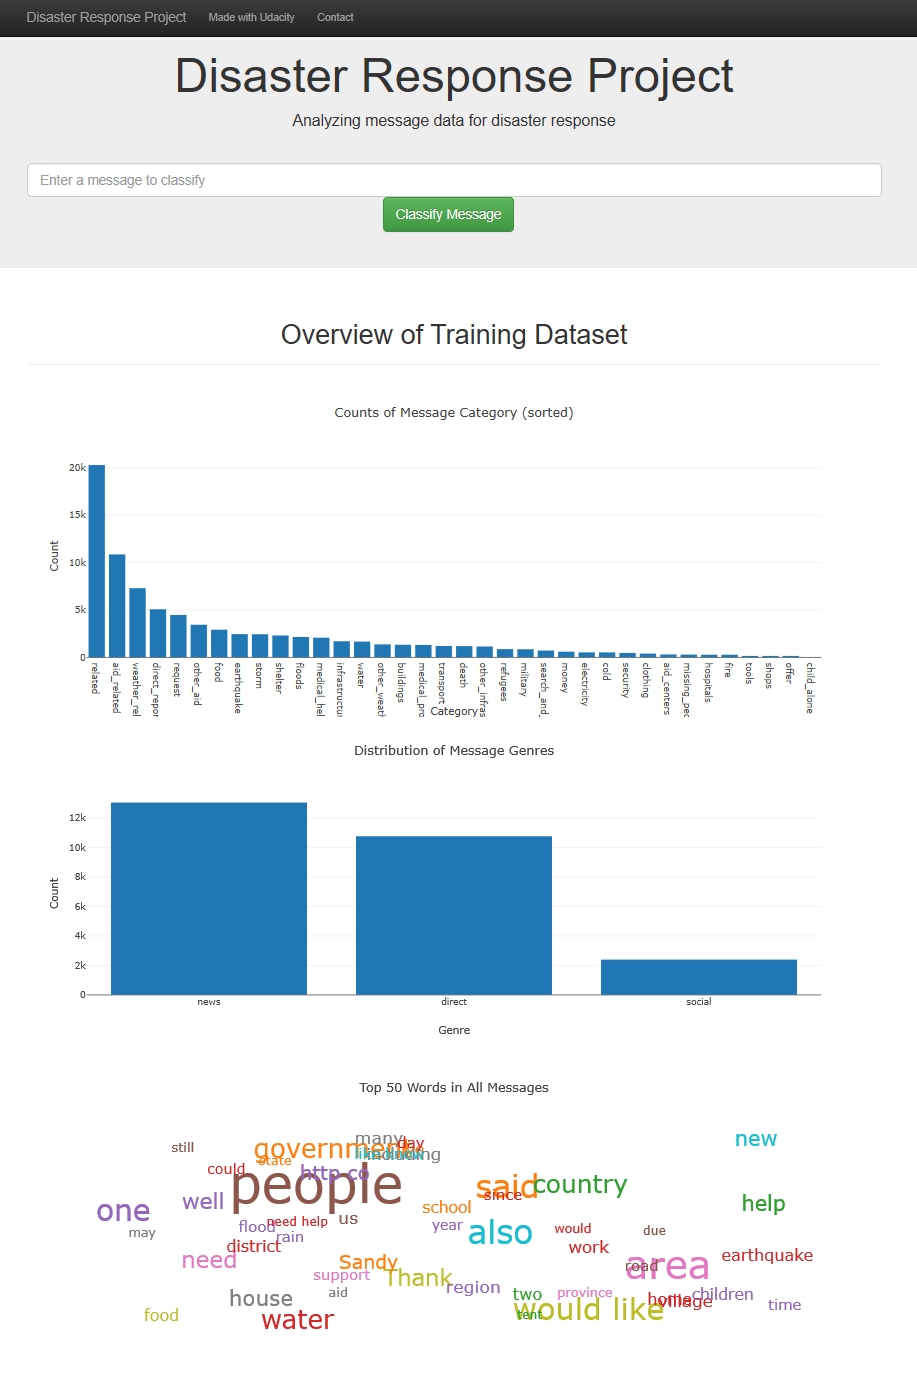 Disaster Response Project Made with Udacity Contact
Disaster Response Project
Analyzing message data for disaster response
Enter a message to classify
Classify Message
Overview of Training Dataset
Counts of Message Category (sorted)
20k
15k
10k
5k
0
Count
related
aid_related
weather_rel
direct_repor
request
other_aid
food
earthquake
storm
shelter
floods
medical_hel
infrastructur
water
other_weath
buildings
medical_pro
transport
death
other_infras
refugees
military
search_and_
money
electricity
cold
security
clothing
aid_centers
missing_peo
hospitals
fire
tools
shops
offer
child_alone
Category
Distribution of Message Genres
12k
10k
8k
6k
4k
2k
0
Count
news direct social
Genre
Top 50 Words in All Messages
many
day
new
still
government
including
state
could
http co
people
said
since
country
one
well
school
help
us
need help
may
flood
rain
year
also
would
due
district
work
need
Sandy
area
road
earthquake
support
Thank
region
aid
house
two
province
home
village
children
time
food
water
would like
tent